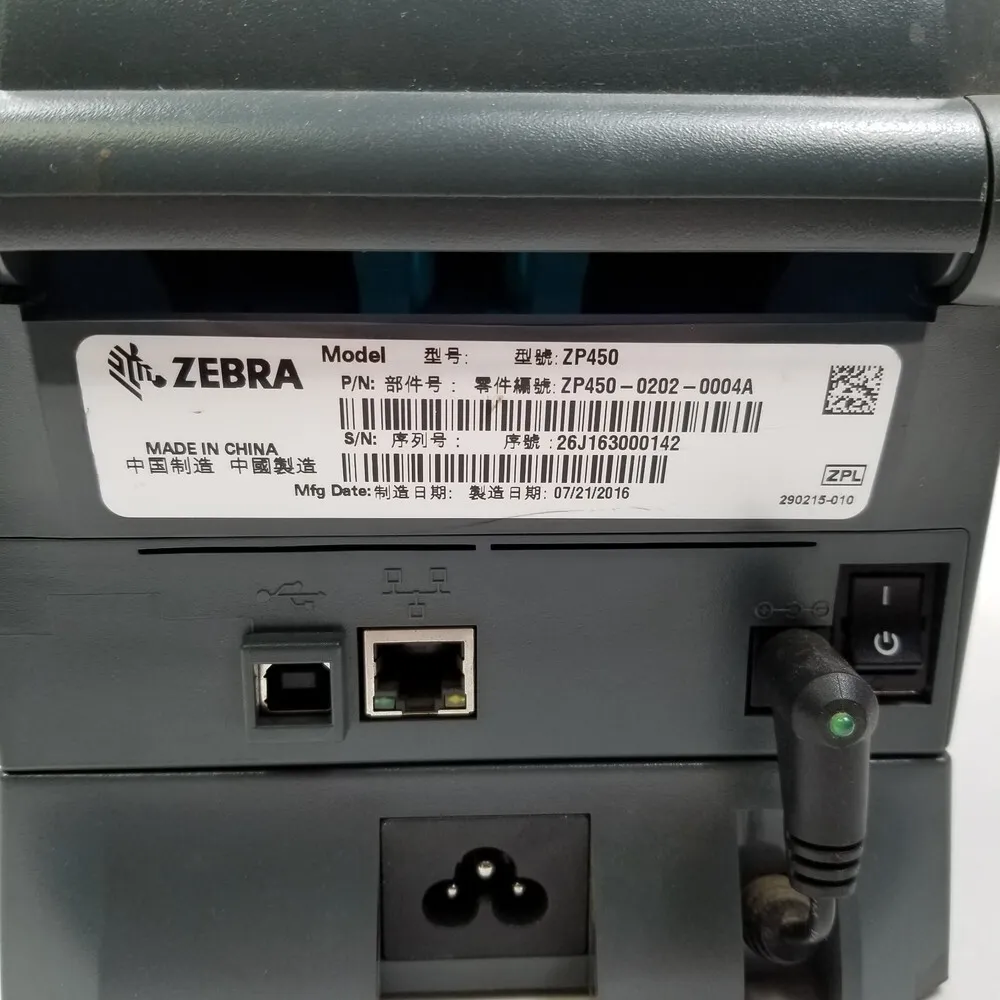 ZEBRA
Model 型号: 型號: ZP450
P/N: 部件号: 零件編號: ZP450-0202-0004A
S/N: 序列号: 序號: 26J163000142
MADE IN CHINA
中国制造 中國製造
Mfg Date: 制造日期: 製造日期: 07/21/2016
ZPL
290215-010